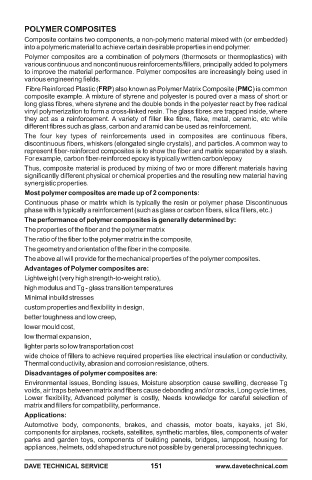 POLYMER COMPOSITES
Composite contains two components, a non-polymeric material mixed with (or embedded)
into a polymeric material to achieve certain desirable properties in end polymer.
Polymer composites are a combination of polymers (thermosets or thermoplastics) with
various continuous and noncontinuous reinforcements/fillers, principally added to polymers
to improve the material performance. Polymer composites are increasingly being used in
various engineering fields.
Fibre Reinforced Plastic (FRP) also known as Polymer Matrix Composite (PMC) is common
composite example. A mixture of styrene and polyester is poured over a mass of short or
long glass fibres, where styrene and the double bonds in the polyester react by free radical
vinyl polymerization to form a cross-linked resin. The glass fibres are trapped inside, where
they act as a reinforcement. A variety of filler like fibre, flake, metal, ceramic, etc while
different fibres such as glass, carbon and aramid can be used as reinforcement.
The four key types of reinforcements used in composites are continuous fibers,
discontinuous fibers, whiskers (elongated single crystals), and particles. A common way to
represent fiber-reinforced composites is to show the fiber and matrix separated by a slash.
For example, carbon fiber-reinforced epoxy is typically written carbon/epoxy
Thus, composite material is produced by mixing of two or more different materials having
significantly different physical or chemical properties and the resulting new material having
synergistic properties.
Most polymer composites are made up of 2 components:
Continuous phase or matrix which is typically the resin or polymer phase Discontinuous
phase with is typically a reinforcement (such as glass or carbon fibers, silica fillers, etc.)
The performance of polymer composites is generally determined by:
The properties of the fiber and the polymer matrix
The ratio of the fiber to the polymer matrix in the composite,
The geometry and orientation of the fiber in the composite.
The above all will provide for the mechanical properties of the polymer composites.
Advantages of Polymer composites are:
Lightweight (very high strength-to-weight ratio),
high modulus and Tg - glass transition temperatures
Minimal inbuild stresses
custom properties and flexibility in design,
better toughness and low creep,
lower mould cost,
low thermal expansion,
lighter parts so low transportation cost
wide choice of fillers to achieve required properties like electrical insulation or conductivity,
Thermal conductivity, abrasion and corrosion resistance, others.
Disadvantages of polymer composites are:
Environmental issues, Bonding issues, Moisture absorption cause swelling, decrease Tg
voids, air traps between matrix and fibers cause debonding and/or cracks, Long cycle times,
Lower flexibility, Advanced polymer is costly, Needs knowledge for careful selection of
matrix and fillers for compatibility, performance.
Applications:
Automotive body, components, brakes, and chassis, motor boats, kayaks, jet Ski,
components for airplanes, rockets, satellites, synthetic marbles, tiles, components of water
parks and garden toys, components of building panels, bridges, lamppost, housing for
appliances, helmets, odd shaped structure not possible by general processing techniques.
DAVE TECHNICAL SERVICE 151 www.davetechnical.com